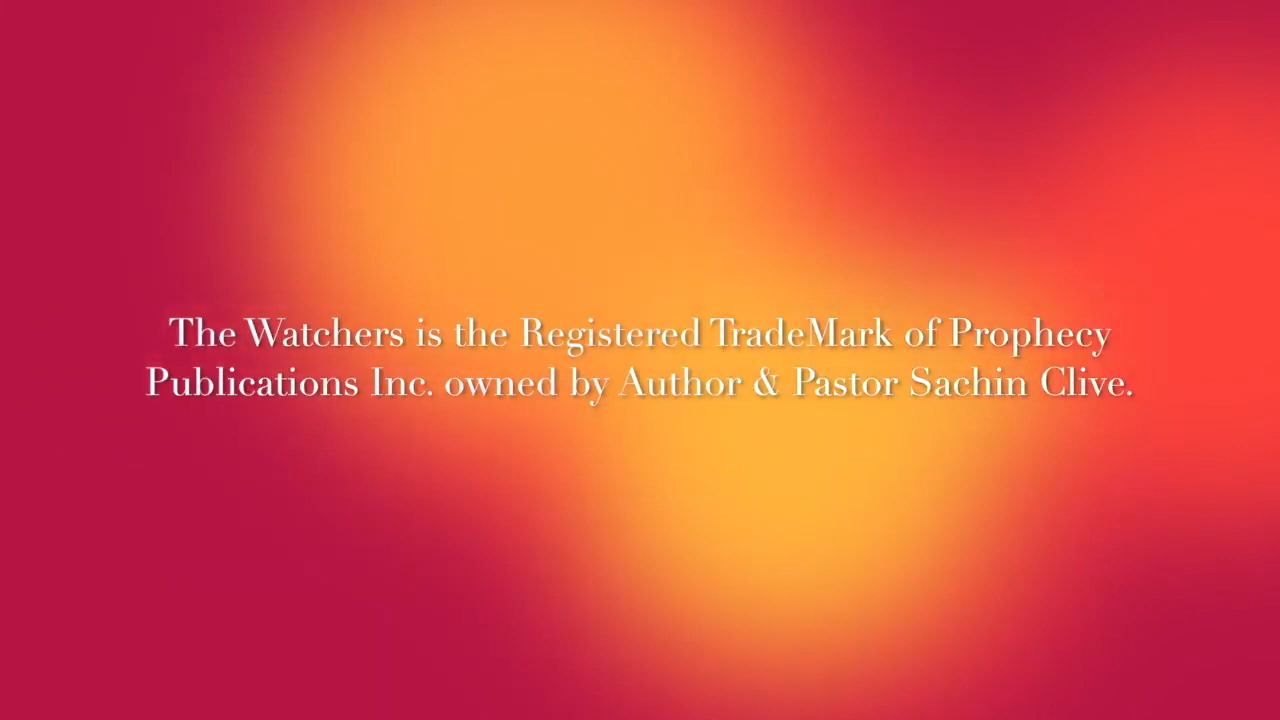 The Watchers is the Registered TradeMark of Prophecy
Publications Inc. owned by Author & Pastor Sachin Clive.